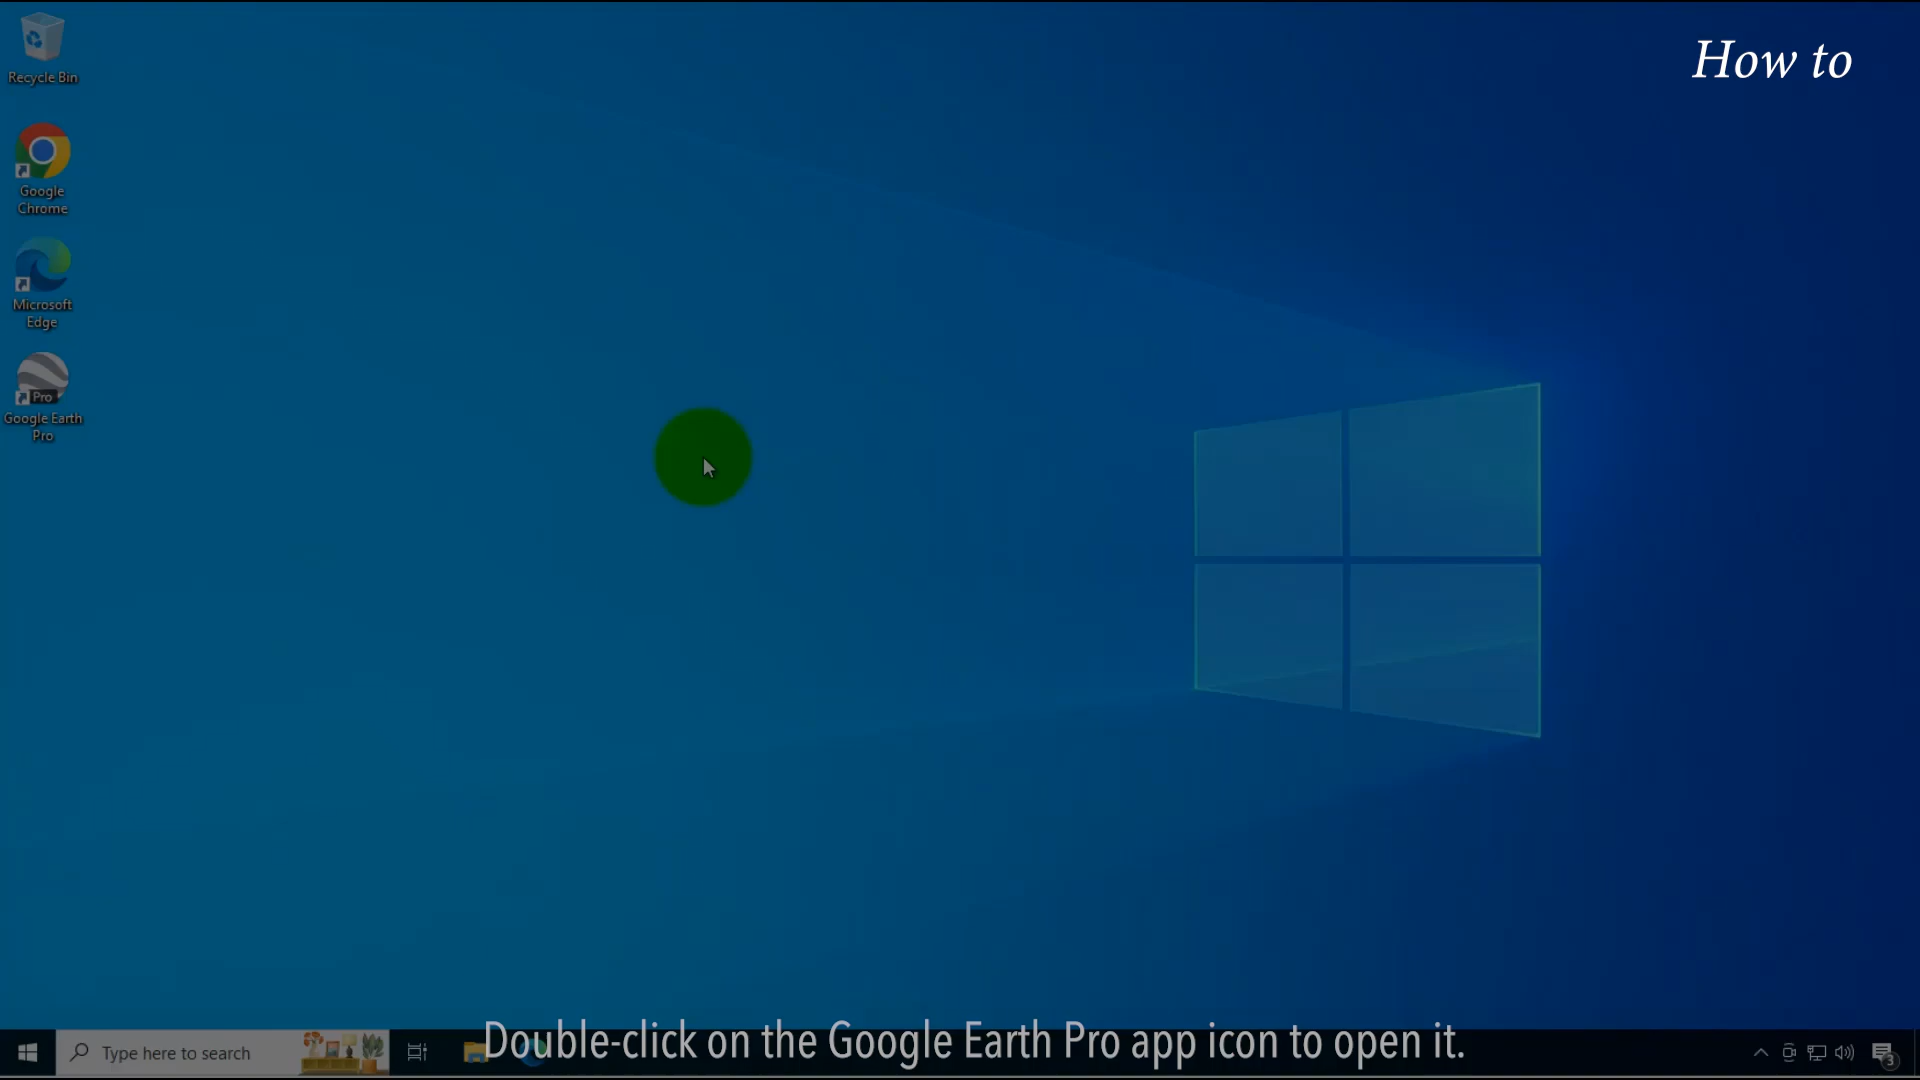 How to
Recycle Bin
Google
Chrome
Microsoft
Edge
Pro
Google Earth
Pro
Type here to search
Double-click on the Google Earth Pro app icon to open it.
3